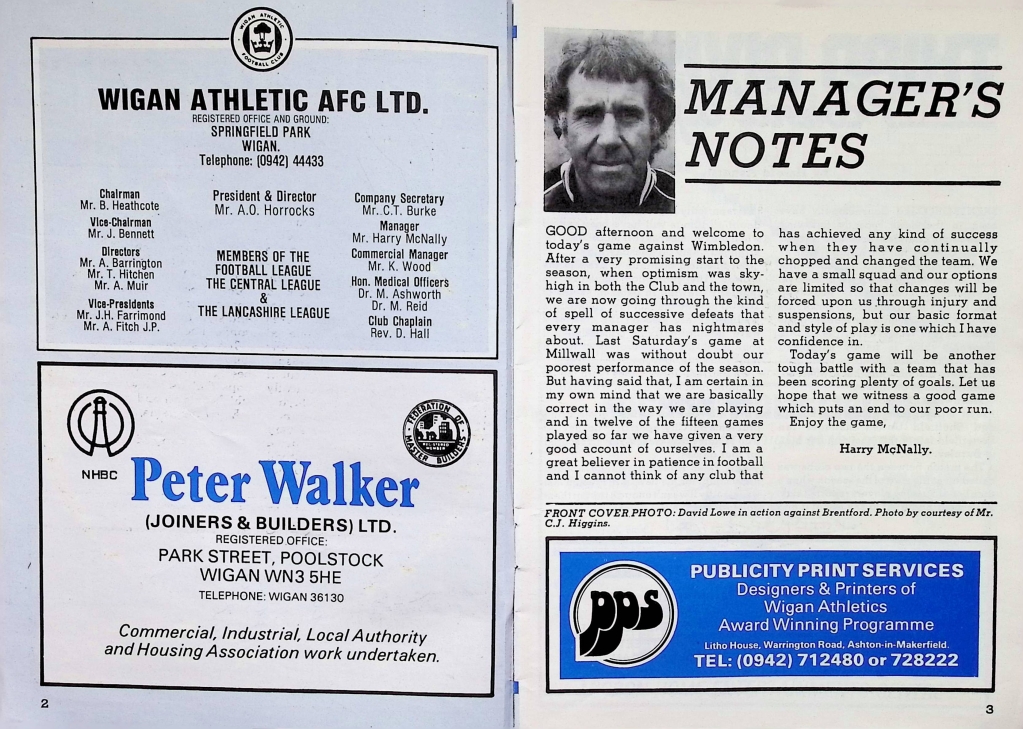 WIGAN ATHLETIC
FOOTBALL CLUB
WIGAN ATHLETIC AFC LTD.
REGISTERED OFFICE AND GROUND:
SPRINGFIELD PARK
WIGAN.
Telephone: (0942) 44433
Chairman
Mr. B. Heathcote
Vice-Chairman
Mr. J. Bennett
Directors
Mr. A. Barrington
Mr. T. Hitchen
Mr. A. Muir
Vice-Presidents
Mr. J.H. Farrimond
Mr. A. Fitch J.P.
President & Director
Mr. A.O. Horrocks
MEMBERS OF THE
FOOTBALL LEAGUE
THE CENTRAL LEAGUE
&
THE LANCASHIRE LEAGUE
Company Secretary
Mr. C.T. Burke
Manager
Mr. Harry McNally
Commercial Manager
Mr. K. Wood
Hon. Medical Officers
Dr. M. Ashworth
Dr. M. Reid
Club Chaplain
Rev. D. Hall
NHBC
FEDERATION OF
MASTER BUILDERS
REGISTERED
MEMBER
Peter Walker
(JOINERS & BUILDERS) LTD.
REGISTERED OFFICE:
PARK STREET, POOLSTOCK
WIGAN WN3 5HE
TELEPHONE: WIGAN 36130
Commercial, Industrial, Local Authority
and Housing Association work undertaken.
2
MANAGER'S
NOTES
GOOD afternoon and welcome to
today's game against Wimbledon.
After a very promising start to the
season, when optimism was sky-
high in both the Club and the town,
we are now going through the kind
of spell of successive defeats that
every manager has nightmares
about. Last Saturday's game at
Millwall was without doubt our
poorest performance of the season.
But having said that, I am certain in
my own mind that we are basically
correct in the way we are playing
and in twelve of the fifteen games
played so far we have given a very
good account of ourselves. I am a
great believer in patience in football
and I cannot think of any club that
has achieved any kind of success
when they have continually
chopped and changed the team. We
have a small squad and our options
are limited so that changes will be
forced upon us through injury and
suspensions, but our basic format
and style of play is one which I have
confidence in.
Today's game will be another
tough battle with a team that has
been scoring plenty of goals. Let us
hope that we witness a good game
which puts an end to our poor run.
Enjoy the game,
Harry McNally.
FRONT COVER PHOTO: David Lowe in action against Brentford. Photo by courtesy of Mr.
C.J. Higgins.
pps
PUBLICITY PRINT SERVICES
Designers & Printers of
Wigan Athletics
Award Winning Programme
Litho House, Warrington Road, Ashton-in-Makerfield.
TEL: (0942) 712480 or 728222
3